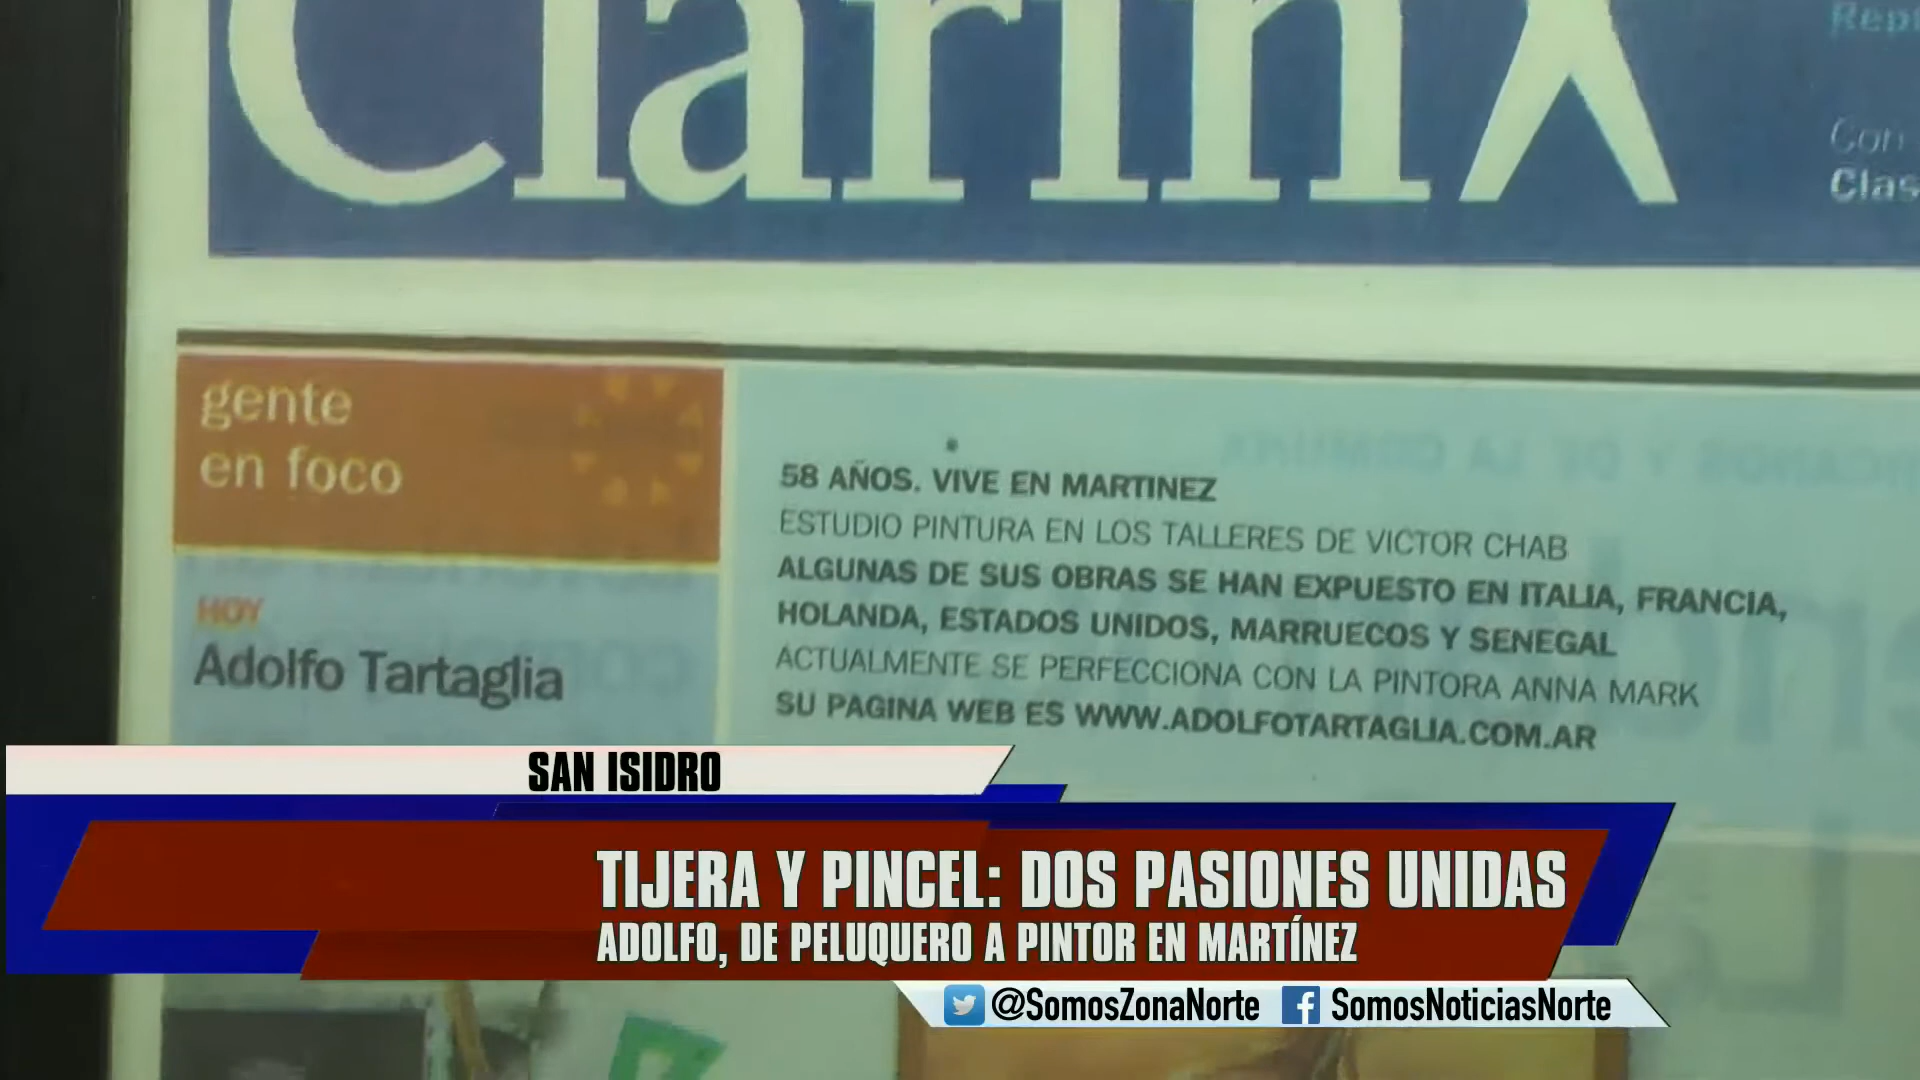 Clarín
Con
gente
en foco
HOY
Adolfo Tartaglia
58 AÑOS. VIVE EN MARTINEZ
ESTUDIO PINTURA EN LOS TALLERES DE VICTOR CHAB
ALGUNAS DE SUS OBRAS SE HAN EXPUESTO EN ITALIA, FRANCIA,
HOLANDA, ESTADOS UNIDOS, MARRUECOS Y SENEGAL
ACTUALMENTE SE PERFECCIONA CON LA PINTORA ANNA MARK
SU PAGINA WEB ES WWW.ADOLFOTARTAGLIA.COM.AR
SAN ISIDRO
TIJERA Y PINCEL: DOS PASIONES UNIDAS
ADOLFO, DE PELUQUERO A PINTOR EN MARTÍNEZ
@SomosZonaNorte SomosNoticiasNorte